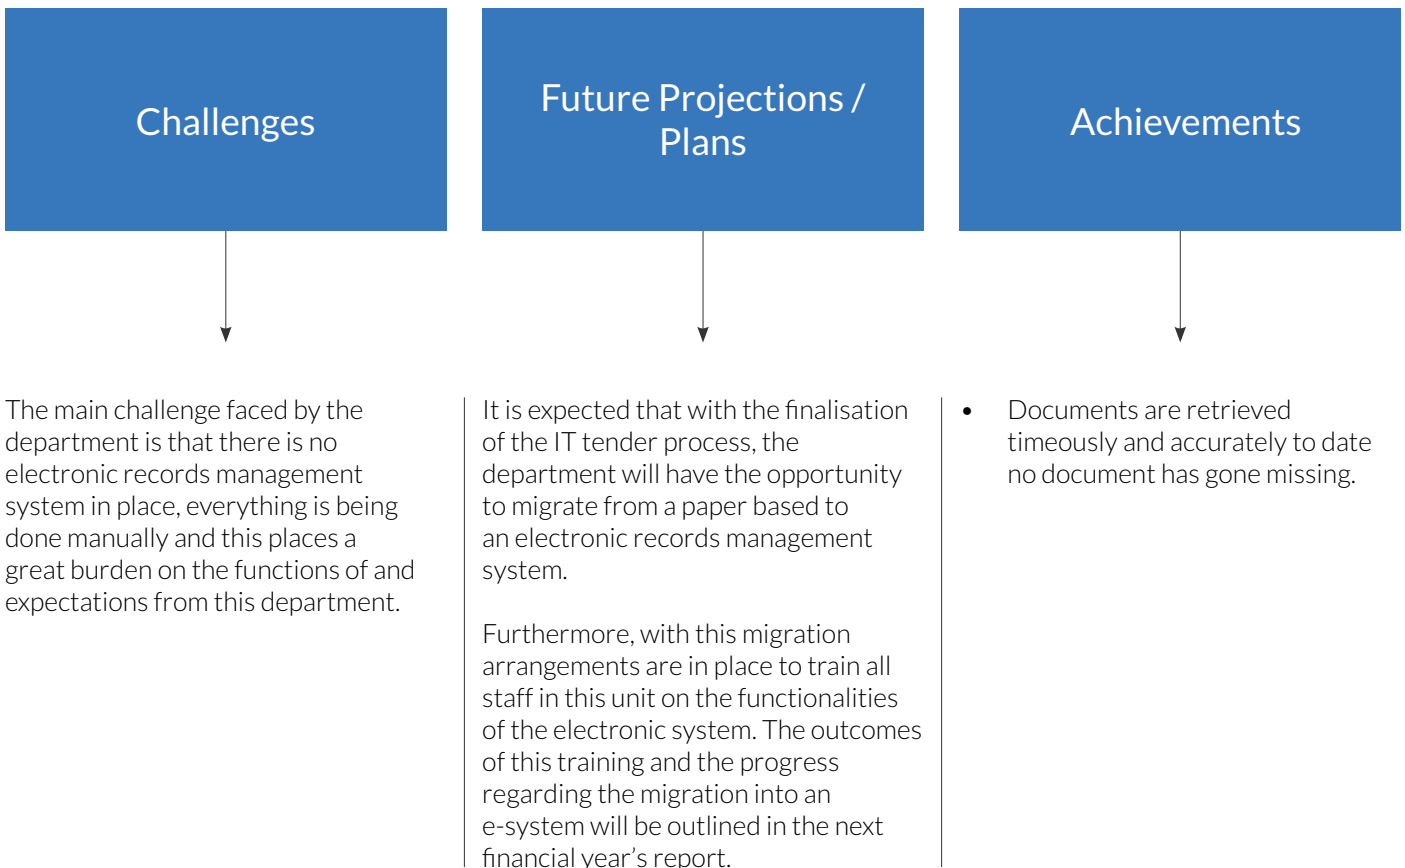 Challenges
The main challenge faced by the
department is that there is no
electronic records management
system in place, everything is being
done manually and this places a
great burden on the functions of and
expectations from this department.
Future Projections /
Plans
It is expected that with the finalisation
of the IT tender process, the
department will have the opportunity
to migrate from a paper based to
an electronic records management
system.
Furthermore, with this migration
arrangements are in place to train all
staff in this unit on the functionalities
of the electronic system. The outcomes
of this training and the progress
regarding the migration into an
e-system will be outlined in the next
financial year's report.
Achievements
• Documents are retrieved
timeously and accurately to date
no document has gone missing.